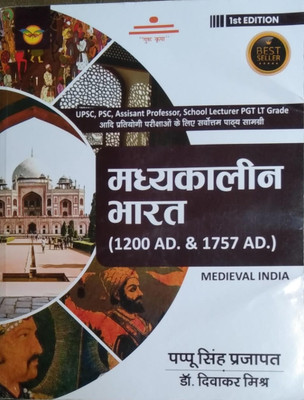 1st EDITION
BEST
SELLER
UPSC, PSC, Assisant Professor, School Lecturer PGT LT Grade
आदि प्रतियोगी परीक्षाओं के लिए सर्वोत्तम पाठ्य सामग्री
मध्यकालीन
भारत
(1200 AD. & 1757 AD.)
MEDIEVAL INDIA
पप्पू सिंह प्रजापत
डॉ. दिवाकर मिश्र